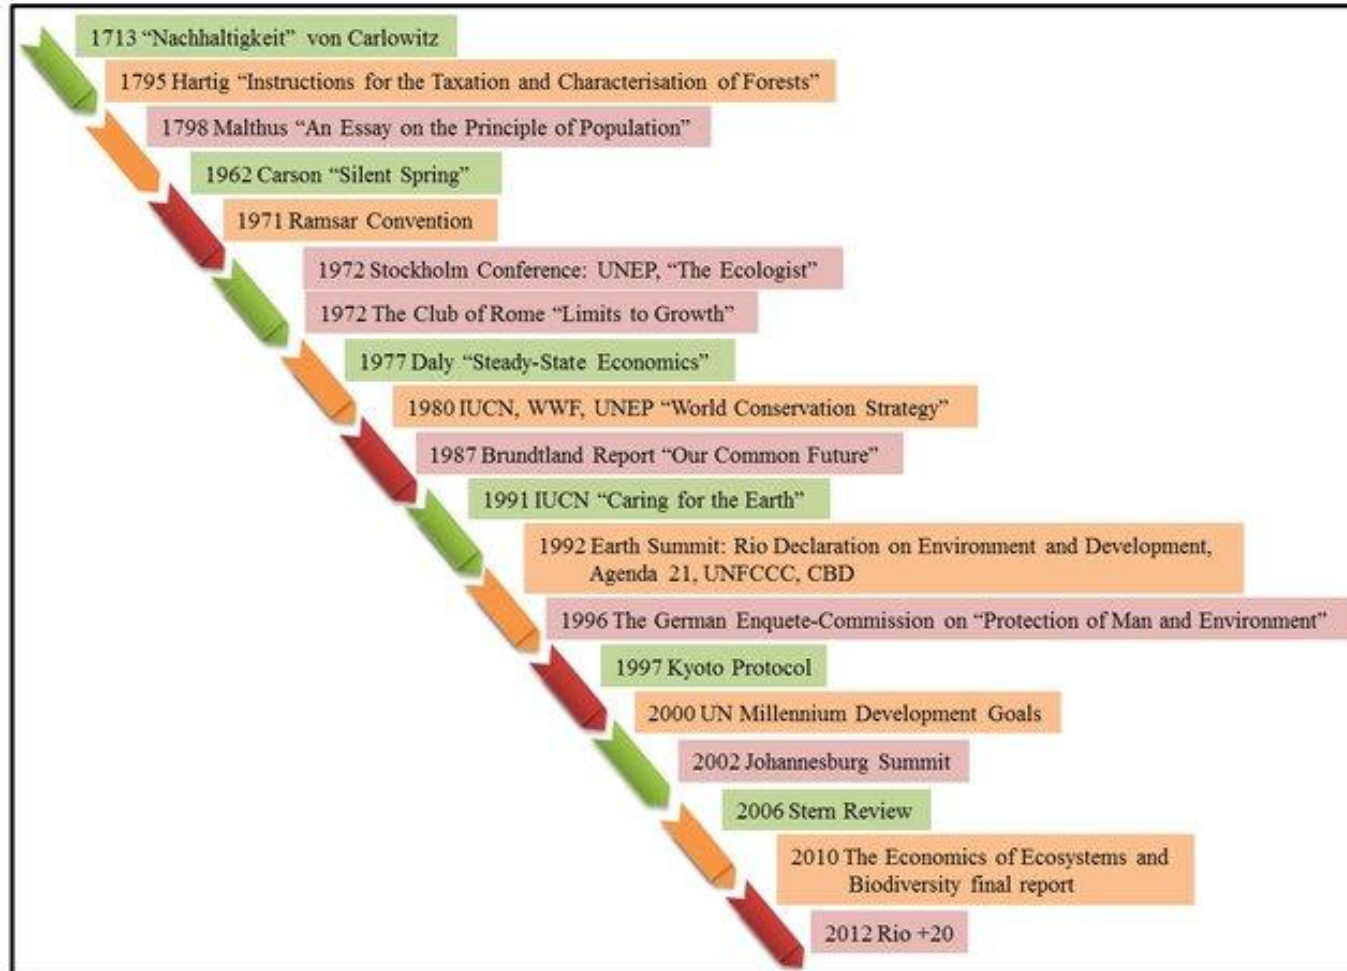 1713 “Nachhaltigkeit” von Carlowitz
1795 Hartig “Instructions for the Taxation and Characterisation of Forests”
1798 Malthus “An Essay on the Principle of Population”
1962 Carson “Silent Spring”
1971 Ramsar Convention
1972 Stockholm Conference: UNEP, “The Ecologist”
1972 The Club of Rome “Limits to Growth”
1977 Daly “Steady-State Economics”
1980 IUCN, WWF, UNEP “World Conservation Strategy”
1987 Brundtland Report “Our Common Future”
1991 IUCN “Caring for the Earth”
1992 Earth Summit: Rio Declaration on Environment and Development,
Agenda 21, UNFCCC, CBD
1996 The German Enquete-Commission on “Protection of Man and Environment”
1997 Kyoto Protocol
2000 UN Millennium Development Goals
2002 Johannesburg Summit
2006 Stern Review
2010 The Economics of Ecosystems and
Biodiversity final report
2012 Rio +20